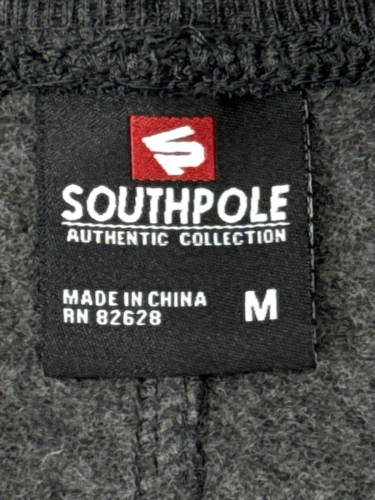 SOUTHPOLE
AUTHENTIC COLLECTION
MADE IN CHINA
RN 82628
M